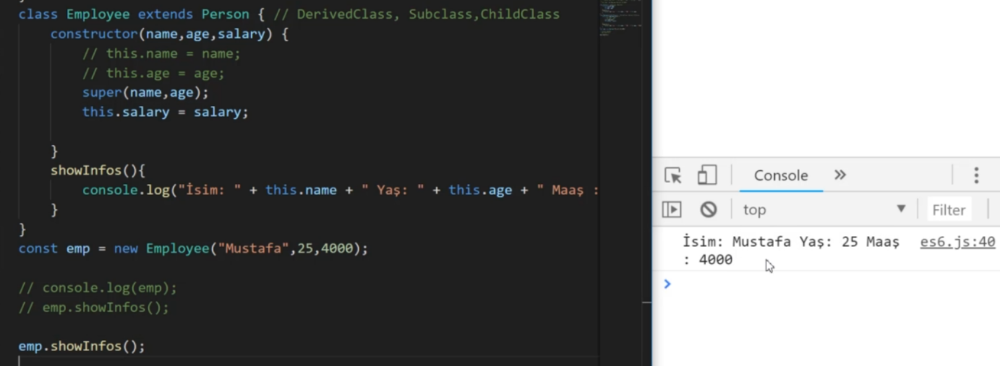 class Employee extends Person { // DerivedClass, Subclass,ChildClass
constructor(name,age,salary) {
// this.name = name;
// this.age = age;
super(name,age);
this.salary = salary;
}
showInfos(){
console.log("İsim: " + this.name + " Yaş: " + this.age + " Maaş :
}
}
const emp = new Employee("Mustafa",25,4000);
// console.log(emp);
// emp.showInfos();
emp.showInfos();
Console »
top ▼ Filter
İsim: Mustafa Yaş: 25 Maaş es6.js:40
: 4000
>